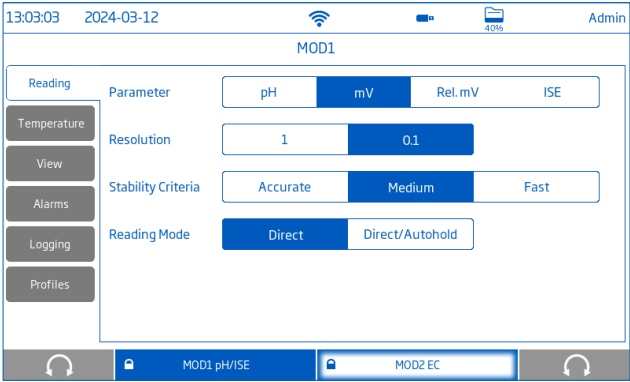 13:03:03 2024-03-12 40% Admin
MOD1
Reading
Parameter pH mV Rel. mV ISE
Temperature
Resolution 1 0.1
View
Stability Criteria Accurate Medium Fast
Alarms
Reading Mode Direct Direct/Autohold
Logging
Profiles
MOD1 pH/ISE MOD2 EC